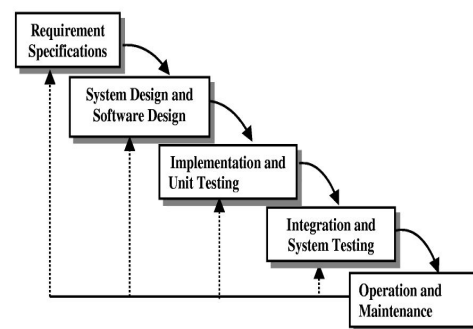 Requirement
Specifications
System Design and
Software Design
Implementation and
Unit Testing
Integration and
System Testing
Operation and
Maintenance